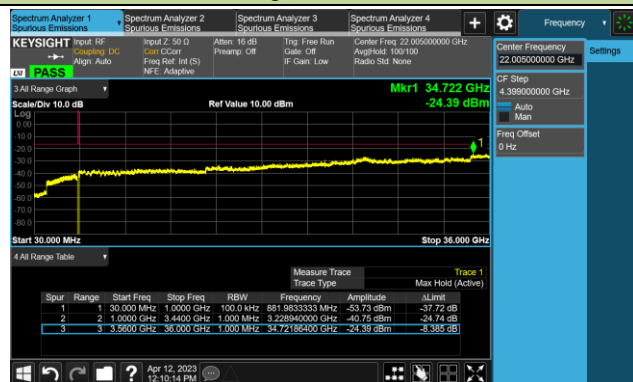 Spectrum Analyzer 1
Spurious Emissions
Spectrum Analyzer 2
Spurious Emissions
Spectrum Analyzer 3
Spurious Emissions
Spectrum Analyzer 4
Spurious Emissions
Frequency
KEYSIGHT
Input: RF
Coupling: DC
Align: Auto
Input Z: 50 Ω
Corr CCorr
Freq Ref: Int (S)
NFE: Adaptive
Atten: 16 dB
Preamp: Off
Trig: Free Run
Gate: Off
IF Gain: Low
Center Freq: 22.005000000 GHz
Avg|Hold: 100/100
Radio Std: None
LXI PASS
Center Frequency
22.005000000 GHz
Settings
CF Step
4.399000000 GHz
Auto
Man
Freq Offset
0 Hz
3 All Range Graph
Mkr1 34.722 GHz
Scale/Div 10.0 dB
Ref Value 10.00 dBm
-24.39 dBm
Log
0.00
-10.0
-20.0
-30.0
-40.0
-50.0
-60.0
-70.0
-80.0
1
Start 30.000 MHz
Stop 36.000 GHz
4 All Range Table
Measure Trace Trace 1
Trace Type Max Hold (Active)
Spur Range Start Freq Stop Freq RBW Frequency Amplitude ΔLimit
1 1 30.000 MHz 1.0000 GHz 100.0 kHz 881.9833333 MHz -53.73 dBm -37.72 dB
2 2 1.0000 GHz 3.4400 GHz 1.000 MHz 3.228940000 GHz -40.75 dBm -24.74 dB
3 3 3.5600 GHz 36.000 GHz 1.000 MHz 34.72186400 GHz -24.39 dBm -8.385 dB
Apr 12, 2023
12:10:14 PM